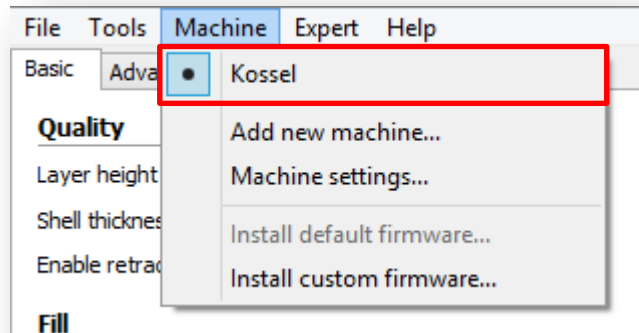 File Tools Machine Expert Help
Basic Adva
Kossel
Quality
Add new machine...
Layer height
Machine settings...
Shell thicknes
Install default firmware...
Enable retrac
Install custom firmware...
Fill